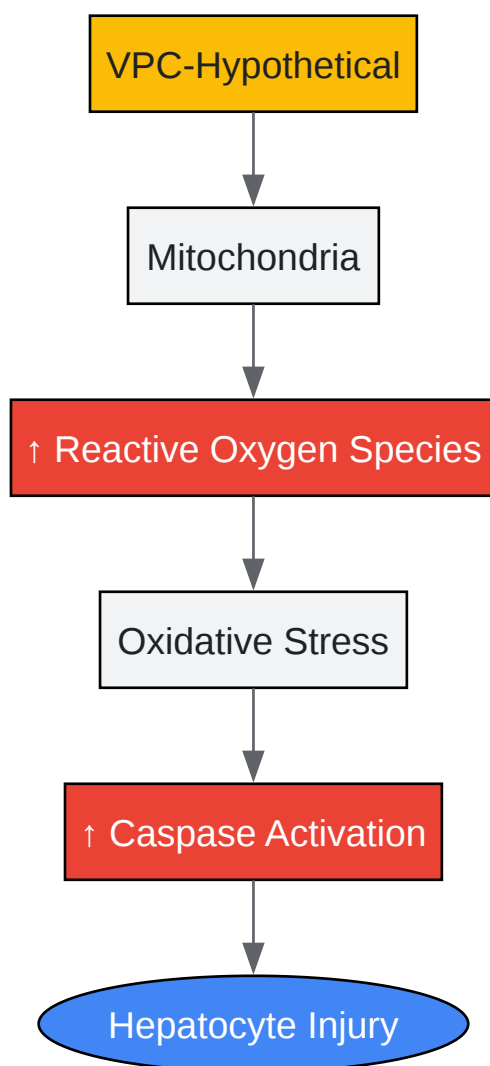 VPC-Hypothetical
Mitochondria
↑ Reactive Oxygen Species
Oxidative Stress
↑ Caspase Activation
Hepatocyte Injury